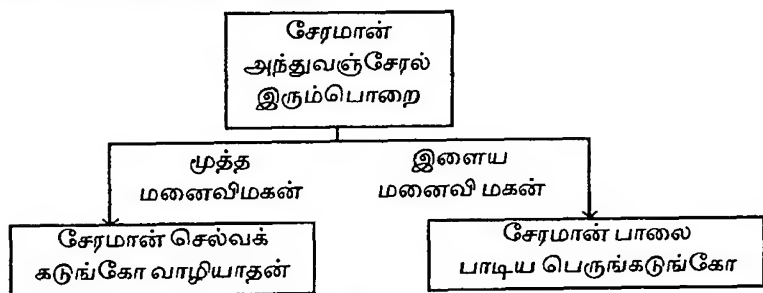 சேரமான்
அந்துவஞ்சேரல்
இரும்பொறை
மூத்த
மனைவிமகன்
இளைய
மனைவி மகன்
சேரமான் செல்வக்
கடுங்கோ வாழியாதன்
சேரமான் பாலை
பாடிய பெருங்கடுங்கோ